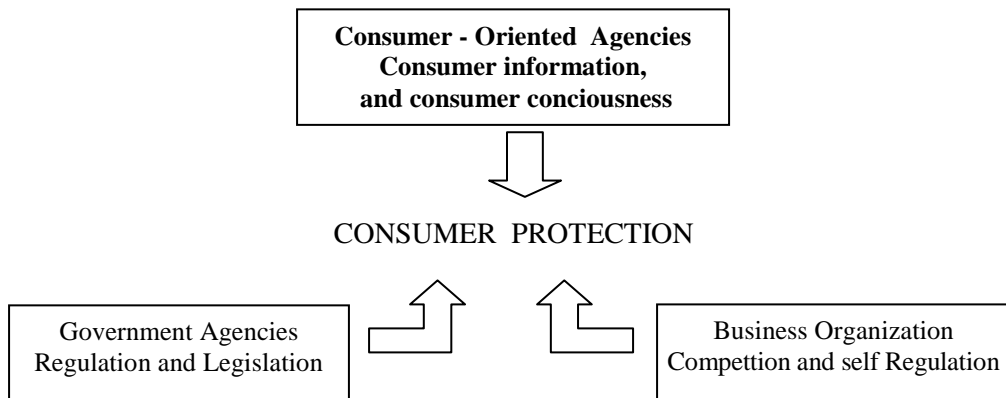 Consumer - Oriented Agencies
Consumer information,
and consumer conciousness
CONSUMER PROTECTION
Government Agencies
Regulation and Legislation
Business Organization
Compettion and self Regulation